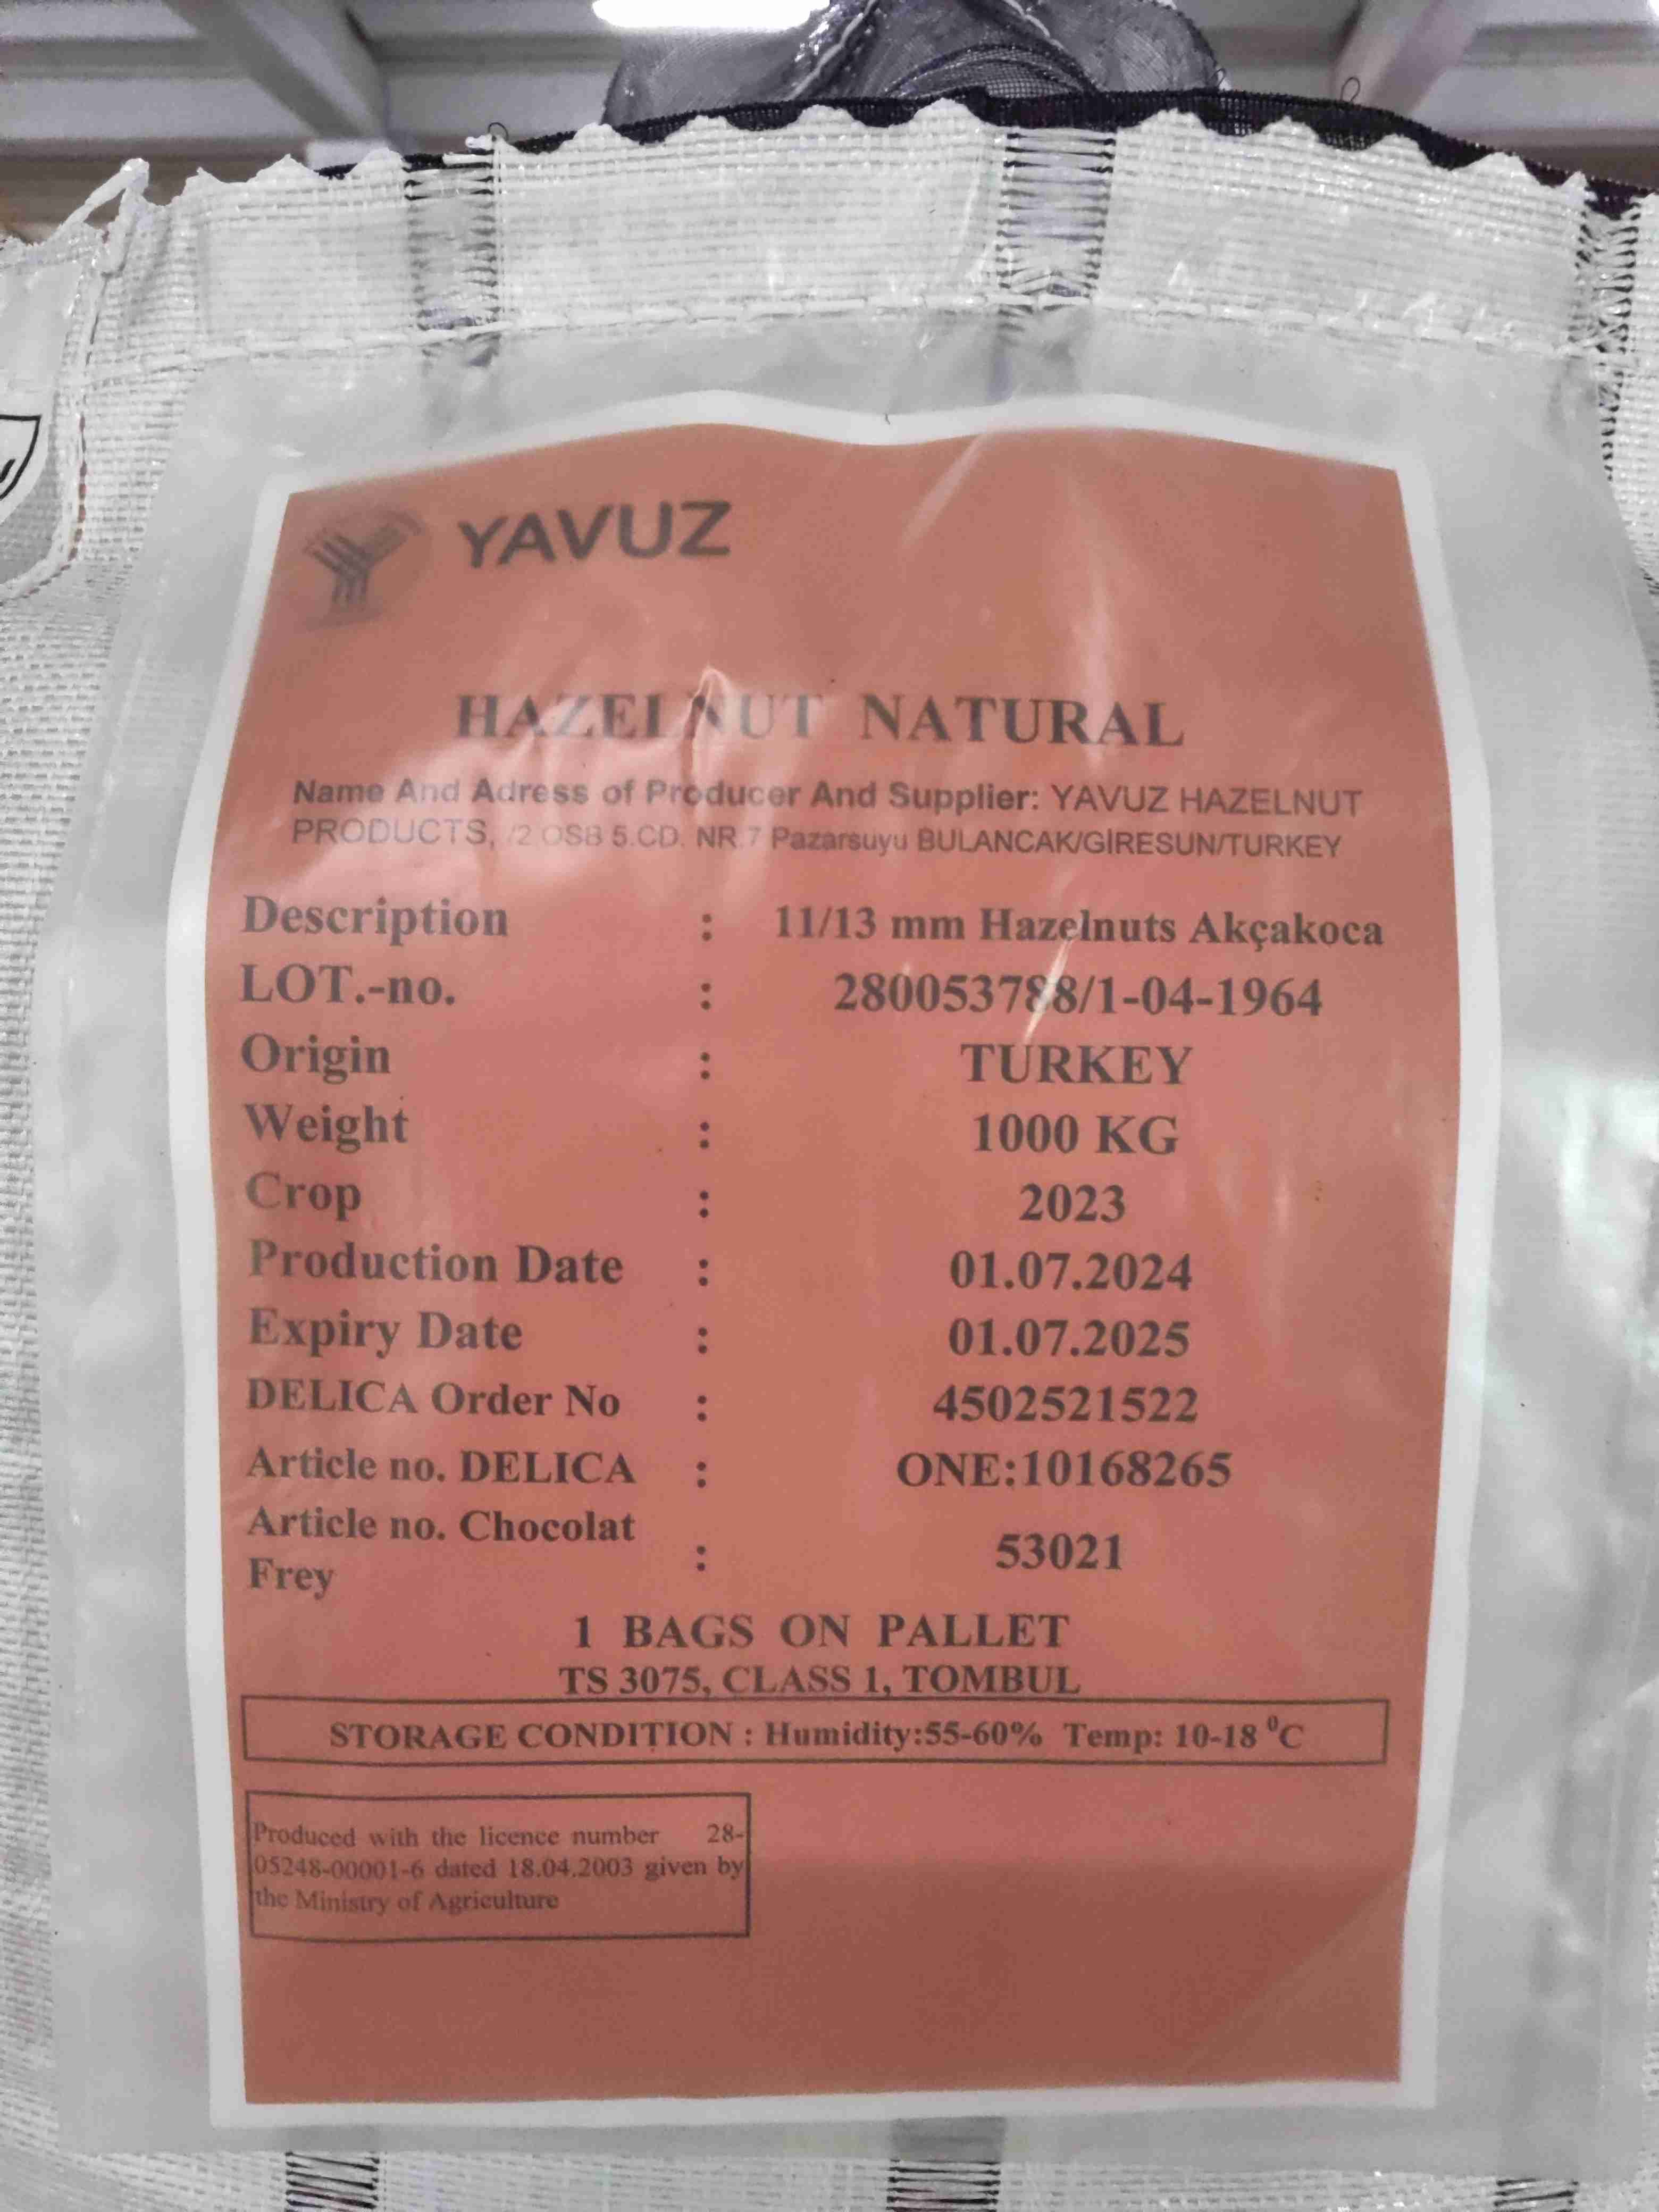 YAVUZ
HAZELNUT NATURAL
Name And Adress of Producer And Supplier: YAVUZ HAZELNUT
PRODUCTS, /2 OSB 5.CD. NR.7 Pazarsuyu BULANCAK/GİRESUN/TURKEY
Description : 11/13 mm Hazelnuts Akçakoca
LOT.-no. : 280053788/1-04-1964
Origin : TURKEY
Weight : 1000 KG
Crop : 2023
Production Date : 01.07.2024
Expiry Date : 01.07.2025
DELICA Order No : 4502521522
Article no. DELICA : ONE:10168265
Article no. Chocolat
Frey : 53021
1 BAGS ON PALLET
TS 3075, CLASS 1, TOMBUL
STORAGE CONDITION : Humidity:55-60% Temp: 10-18 ⁰C
Produced with the licence number 28-
05248-00001-6 dated 18.04.2003 given by
the Ministry of Agriculture